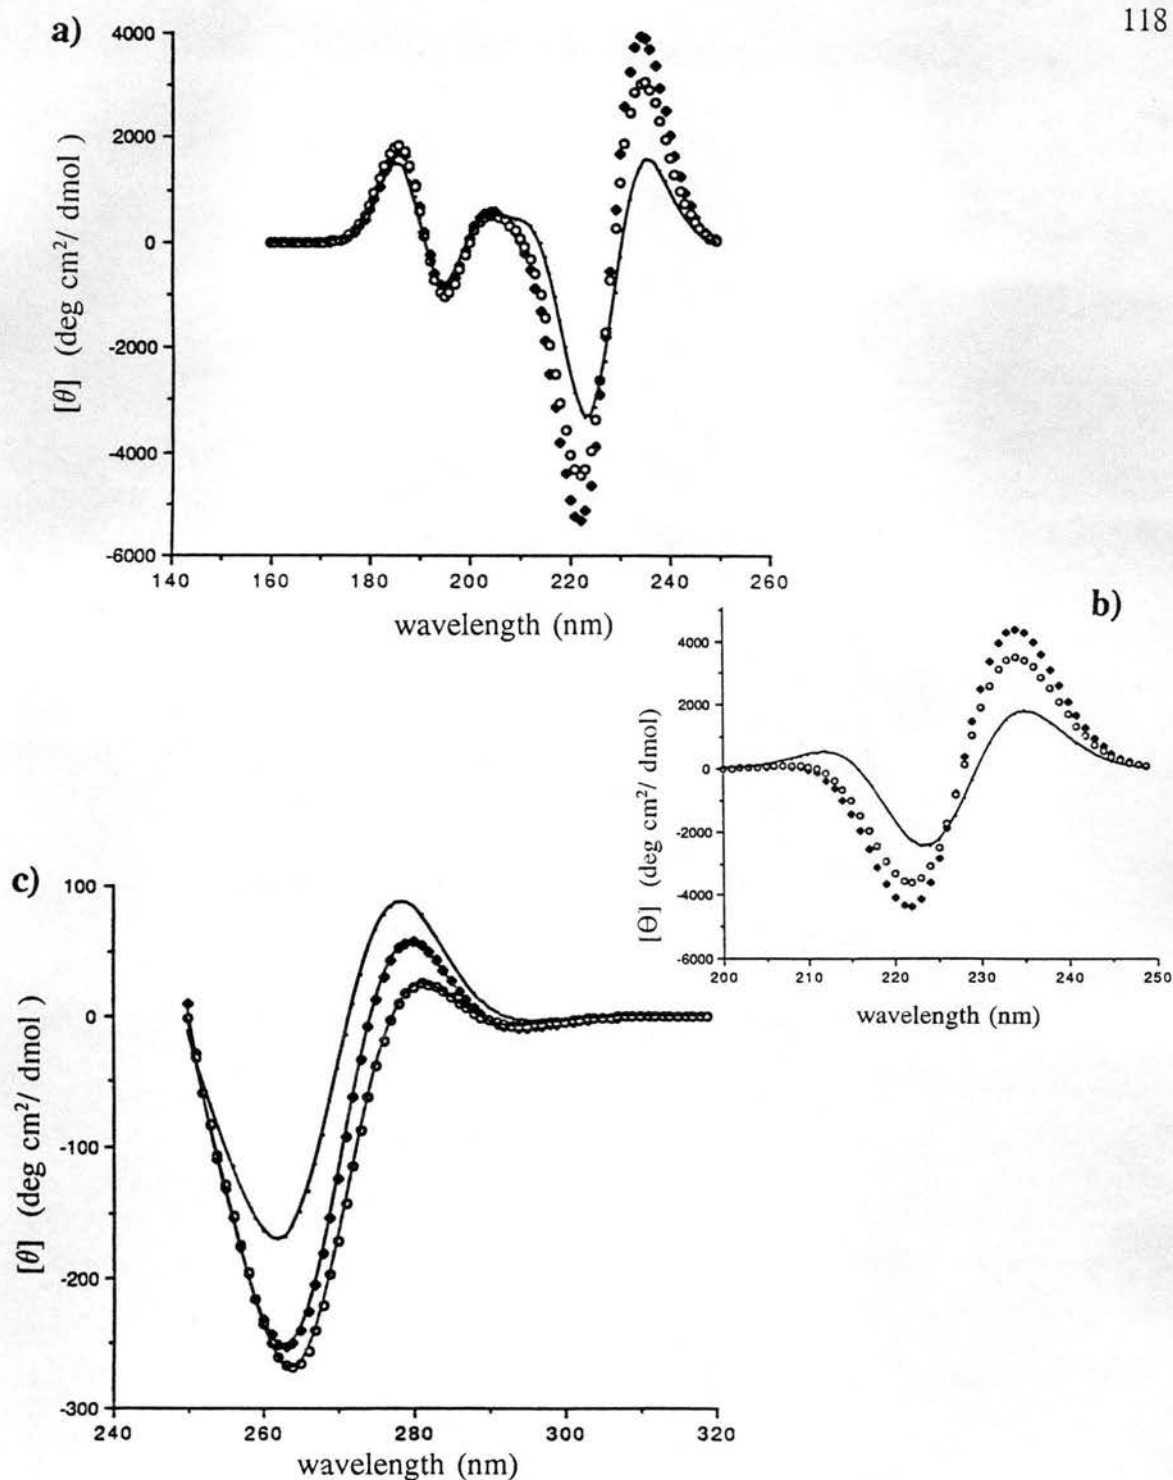 118
a)
4000
2000
0
-2000
-4000
-6000
140 160 180 200 220 240 260
[θ] (deg cm²/ dmol )
wavelength (nm)
b)
4000
2000
0
-2000
-4000
-6000
200 210 220 230 240 250
[Θ] (deg cm²/ dmol)
wavelength (nm)
c)
100
0
-100
-200
-300
240 260 280 300 320
[θ] (deg cm²/ dmol )
wavelength (nm)